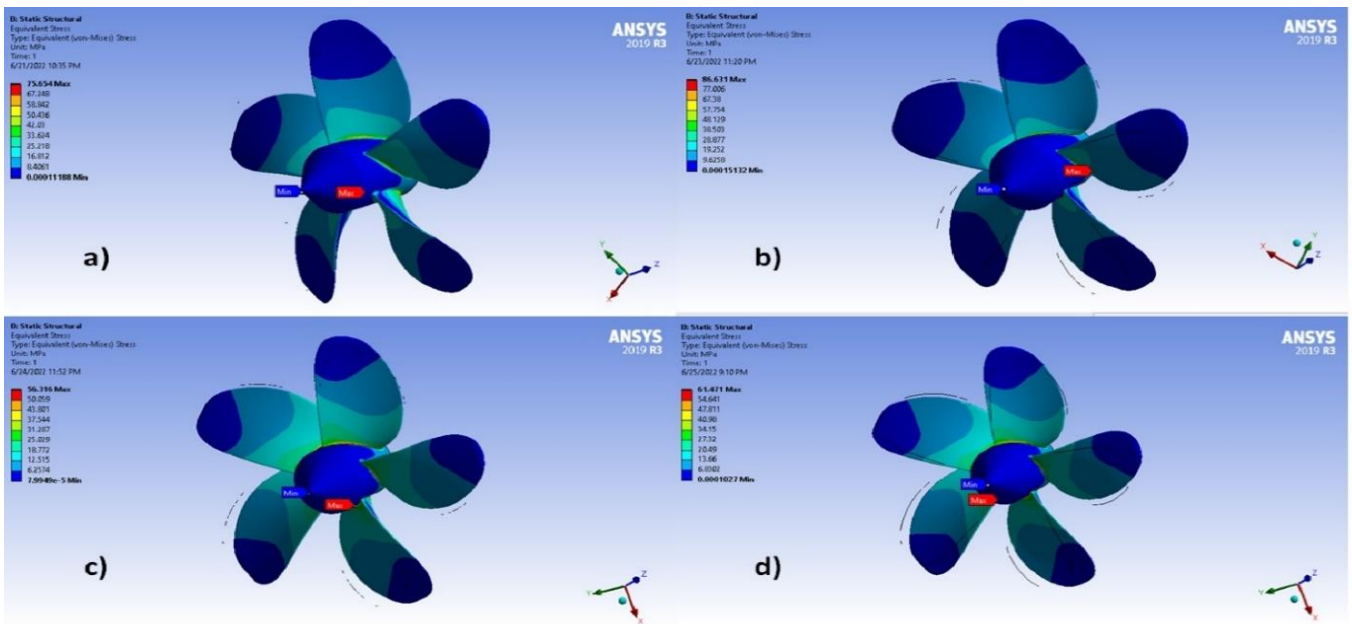 B: Static Structural
Equivalent Stress
Type: Equivalent (von-Mises) Stress
Unit: MPa
Time: 1
6/21/2022 10:35 PM
75.654 Max
67.248
58.842
50.436
42.03
33.624
25.218
16.812
8.4061
0.00011188 Min
ANSYS
2019 R3
Min
Max
a)
Y
Z
X
B: Static Structural
Equivalent Stress
Type: Equivalent (von-Mises) Stress
Unit: MPa
Time: 1
6/23/2022 11:20 PM
86.631 Max
77.006
67.38
57.754
48.129
38.503
28.877
19.252
9.6258
0.00015132 Min
ANSYS
2019 R3
Max
Min
b)
X
Y
Z
B: Static Structural
Equivalent Stress
Type: Equivalent (von-Mises) Stress
Unit: MPa
Time: 1
6/24/2022 11:52 PM
56.316 Max
50.059
43.801
37.544
31.287
25.029
18.772
12.515
6.2574
7.9949e-5 Min
ANSYS
2019 R3
Min
Max
c)
Z
Y
X
B: Static Structural
Equivalent Stress
Type: Equivalent (von-Mises) Stress
Unit: MPa
Time: 1
6/25/2022 9:10 PM
61.471 Max
54.641
47.811
40.98
34.15
27.32
20.49
13.66
6.8302
0.0001027 Min
ANSYS
2019 R3
Min
Max
d)
Z
Y
X